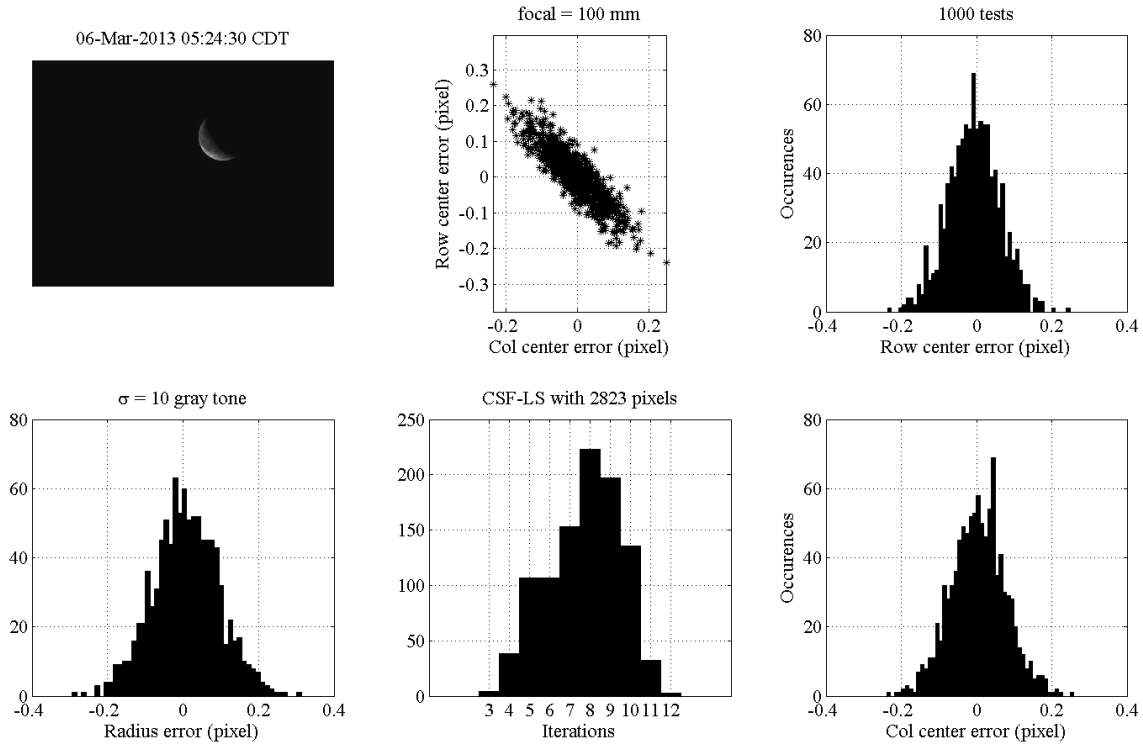 06-Mar-2013 05:24:30 CDT
focal = 100 mm
0.3
0.2
0.1
0
-0.1
-0.2
-0.3
-0.2 0 0.2
Row center error (pixel)
Col center error (pixel)
1000 tests
80
60
40
20
0
-0.4 -0.2 0 0.2 0.4
Occurences
Row center error (pixel)
σ = 10 gray tone
80
60
40
20
0
-0.4 -0.2 0 0.2 0.4
Radius error (pixel)
CSF-LS with 2823 pixels
250
200
150
100
50
0
3 4 5 6 7 8 9 10 11 12
Iterations
80
60
40
20
0
-0.4 -0.2 0 0.2 0.4
Occurences
Col center error (pixel)